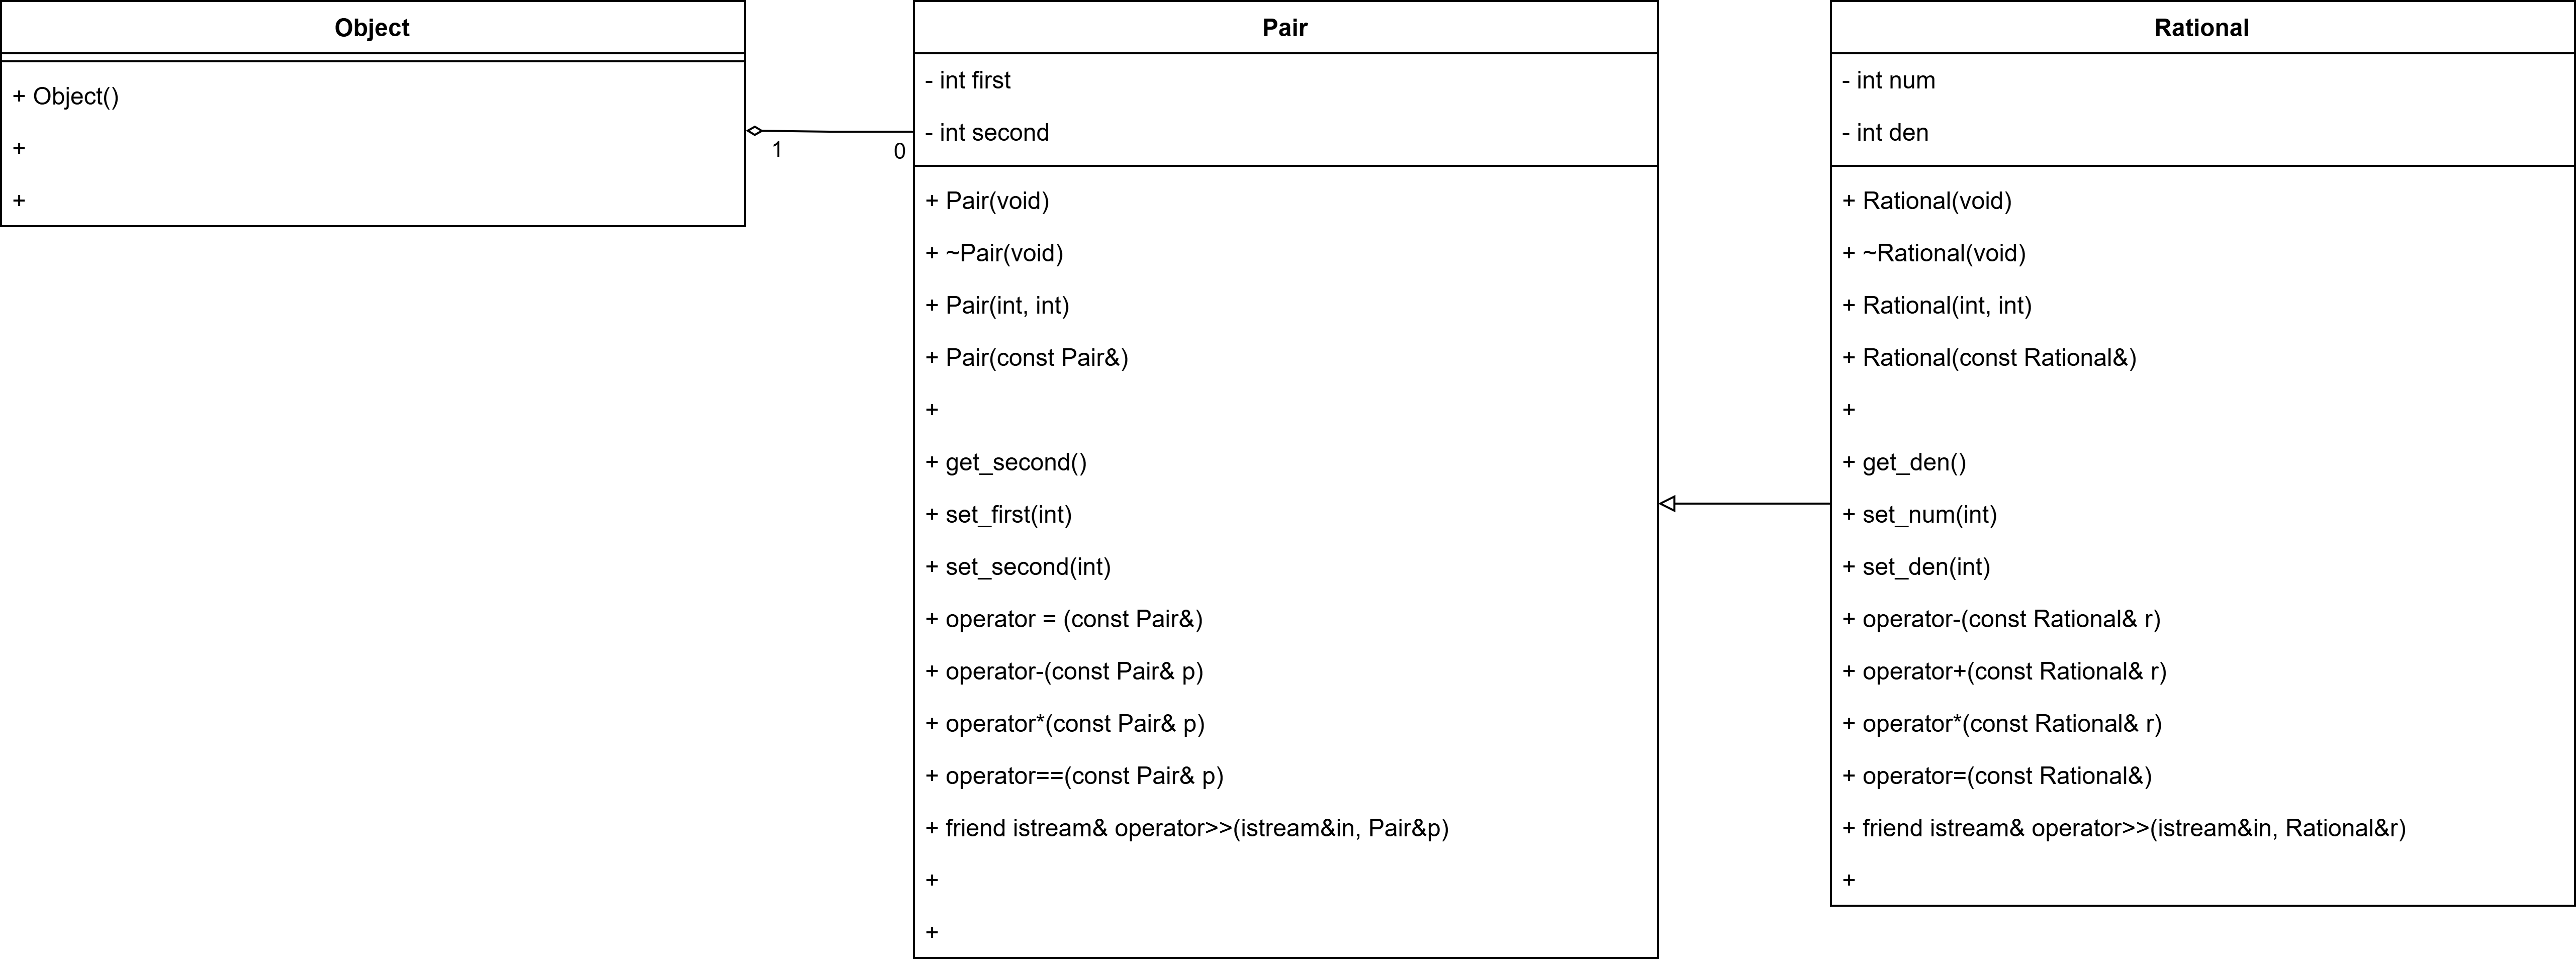 Object
+ Object()
+
+
1
0
Pair
- int first
- int second
+ Pair(void)
+ ~Pair(void)
+ Pair(int, int)
+ Pair(const Pair&)
+
+ get_second()
+ set_first(int)
+ set_second(int)
+ operator = (const Pair&)
+ operator-(const Pair& p)
+ operator*(const Pair& p)
+ operator==(const Pair& p)
+ friend istream& operator>>(istream&in, Pair&p)
+
+
Rational
- int num
- int den
+ Rational(void)
+ ~Rational(void)
+ Rational(int, int)
+ Rational(const Rational&)
+
+ get_den()
+ set_num(int)
+ set_den(int)
+ operator-(const Rational& r)
+ operator+(const Rational& r)
+ operator*(const Rational& r)
+ operator=(const Rational&)
+ friend istream& operator>>(istream&in, Rational&r)
+